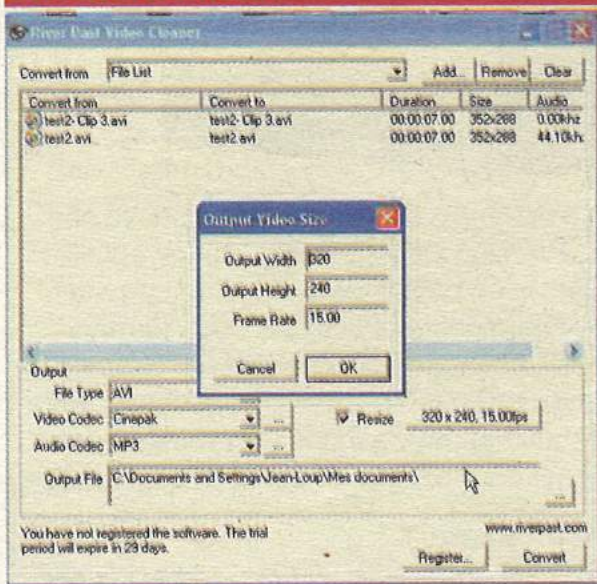 River Past Video Cleaner
Convert from File List Add... Remove Clear
Convert from Convert to Duration Size Audio
test2- Clip 3.avi test2- Clip 3.avi 00:00:07.00 352x288 0.00khz
test2.avi test2.avi 00:00:07.00 352x288 44.10kh:
Output Video Size
Output Width 320
Output Height 240
Frame Rate 15.00
Cancel OK
Output
File Type AVI
Video Codec Cinepak ... Resize 320 x 240, 15.00fps
Audio Codec MP3 ...
Output File C:\Documents and Settings\Jean-Loup\Mes documents\
...
You have not registered the software. The trial
period will expire in 29 days.
www.riverpast.com
Register... Convert